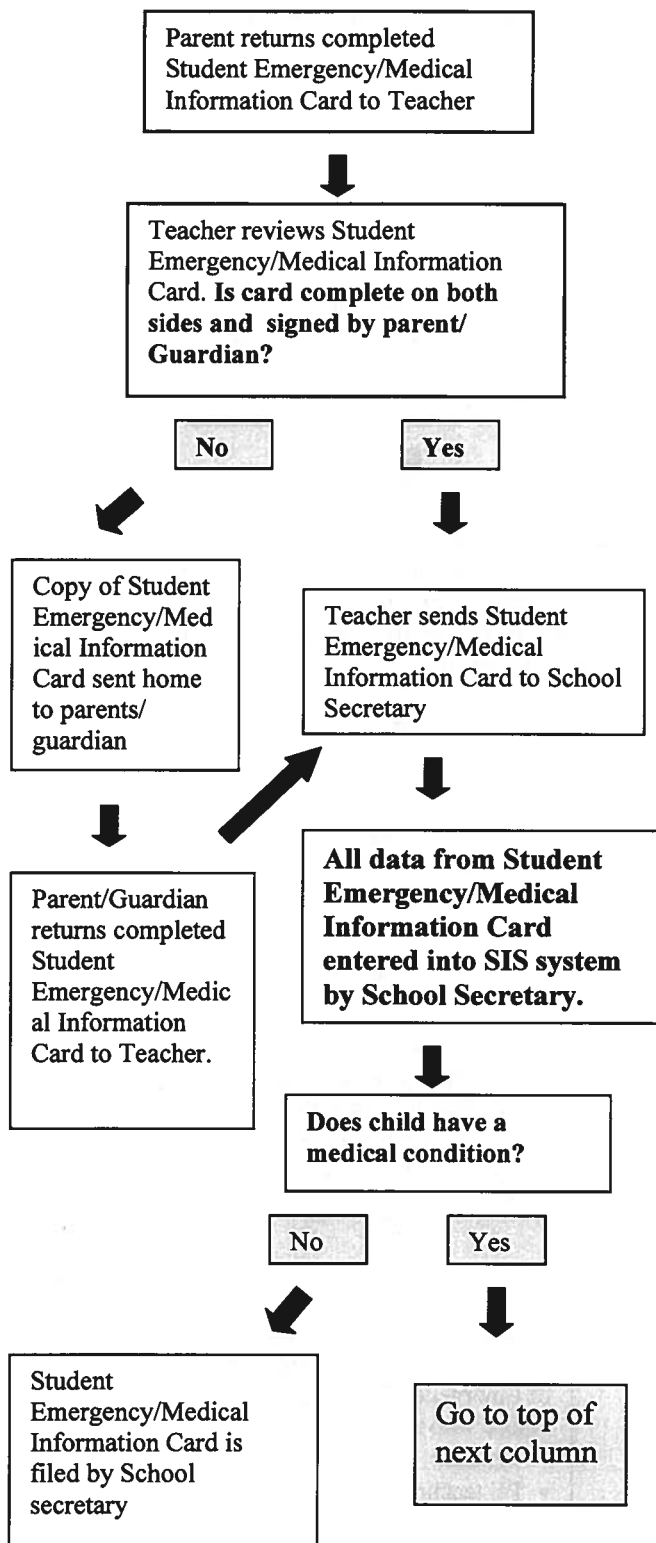 Parent returns completed
Student Emergency/Medical
Information Card to Teacher
Teacher reviews Student
Emergency/Medical Information
Card. Is card complete on both
sides and signed by parent/
Guardian?
No
Yes
Copy of Student
Emergency/Med
ical Information
Card sent home
to parents/
guardian
Teacher sends Student
Emergency/Medical
Information Card to School
Secretary
Parent/Guardian
returns completed
Student
Emergency/Medic
al Information
Card to Teacher.
All data from Student
Emergency/Medical
Information Card
entered into SIS system
by School Secretary.
Does child have a
medical condition?
No
Yes
Student
Emergency/Medical
Information Card is
filed by School
secretary
Go to top of
next column